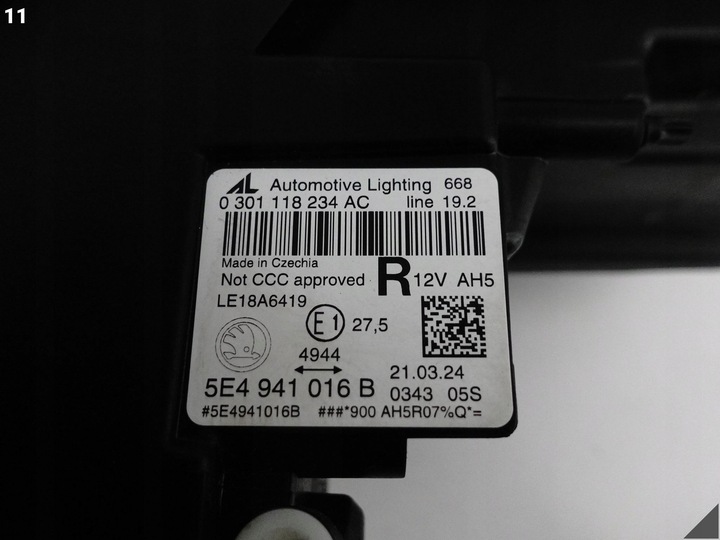 11
AL Automotive Lighting 668
0 301 118 234 AC line 19.2
Made in Czechia
Not CCC approved R 12V AH5
LE18A6419
E1 27,5
4944
21.03.24
5E4 941 016 B 0343 05S
#5E4941016B ###*900 AH5R07%Q*=